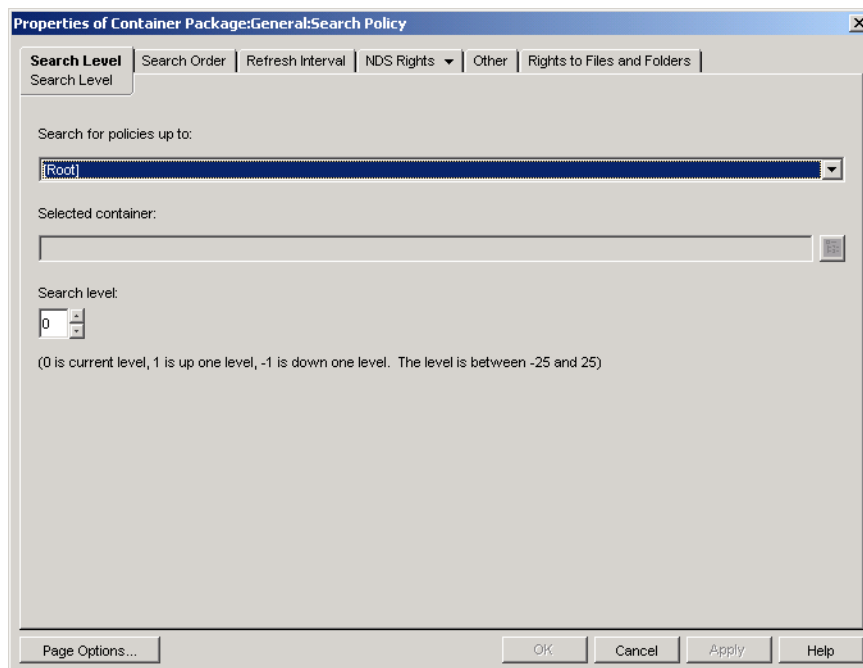 Properties of Container Package:General:Search Policy
Search Level Search Order Refresh Interval NDS Rights Other Rights to Files and Folders
Search Level
Search for policies up to:
[Root]
Selected container:
Search level:
0
(0 is current level, 1 is up one level, -1 is down one level. The level is between -25 and 25)
Page Options... OK Cancel Apply Help